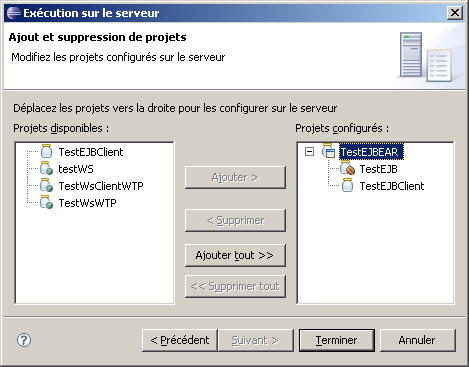 Exécution sur le serveur
Ajout et suppression de projets
Modifiez les projets configurés sur le serveur
Déplacez les projets vers la droite pour les configurer sur le serveur
Projets disponibles :
TestEJBClient
testWS
TestWsClientWTP
TestWsWTP
Ajouter >
< Supprimer
Ajouter tout >>
<< Supprimer tout
Projets configurés :
TestEJBEAR
TestEJB
TestEJBClient
?
< Précédent
Suivant >
Terminer
Annuler